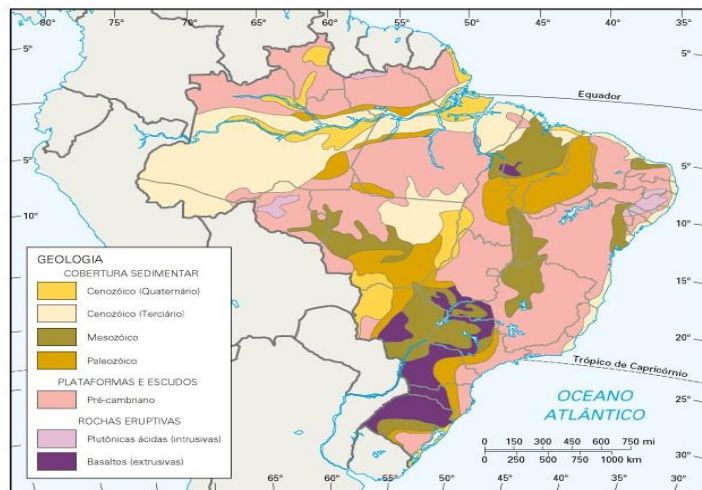 80° 75° 70° 65° 60° 55° 50° 45° 40° 35° 33°
5° 5°
Equador
5° 5°
10° 10°
GEOLOGIA
COBERTURA SEDIMENTAR
Cenozóico (Quaternário)
Cenozóico (Terciário)
Mesozóico
Paleozóico
PLATAFORMAS E ESCUDOS
Pré-cambriano
ROCHAS ERUPTIVAS
Plutônicas ácidas (intrusivas)
Basaltos (extrusivas)
15°
20°
Trópico de Capricórnio
OCEANO
ATLÂNTICO
25°
0 150 300 450 600 750 mi
0 250 500 750 1000 km
30°
65° 60° 55° 50° 45° 40° 35°